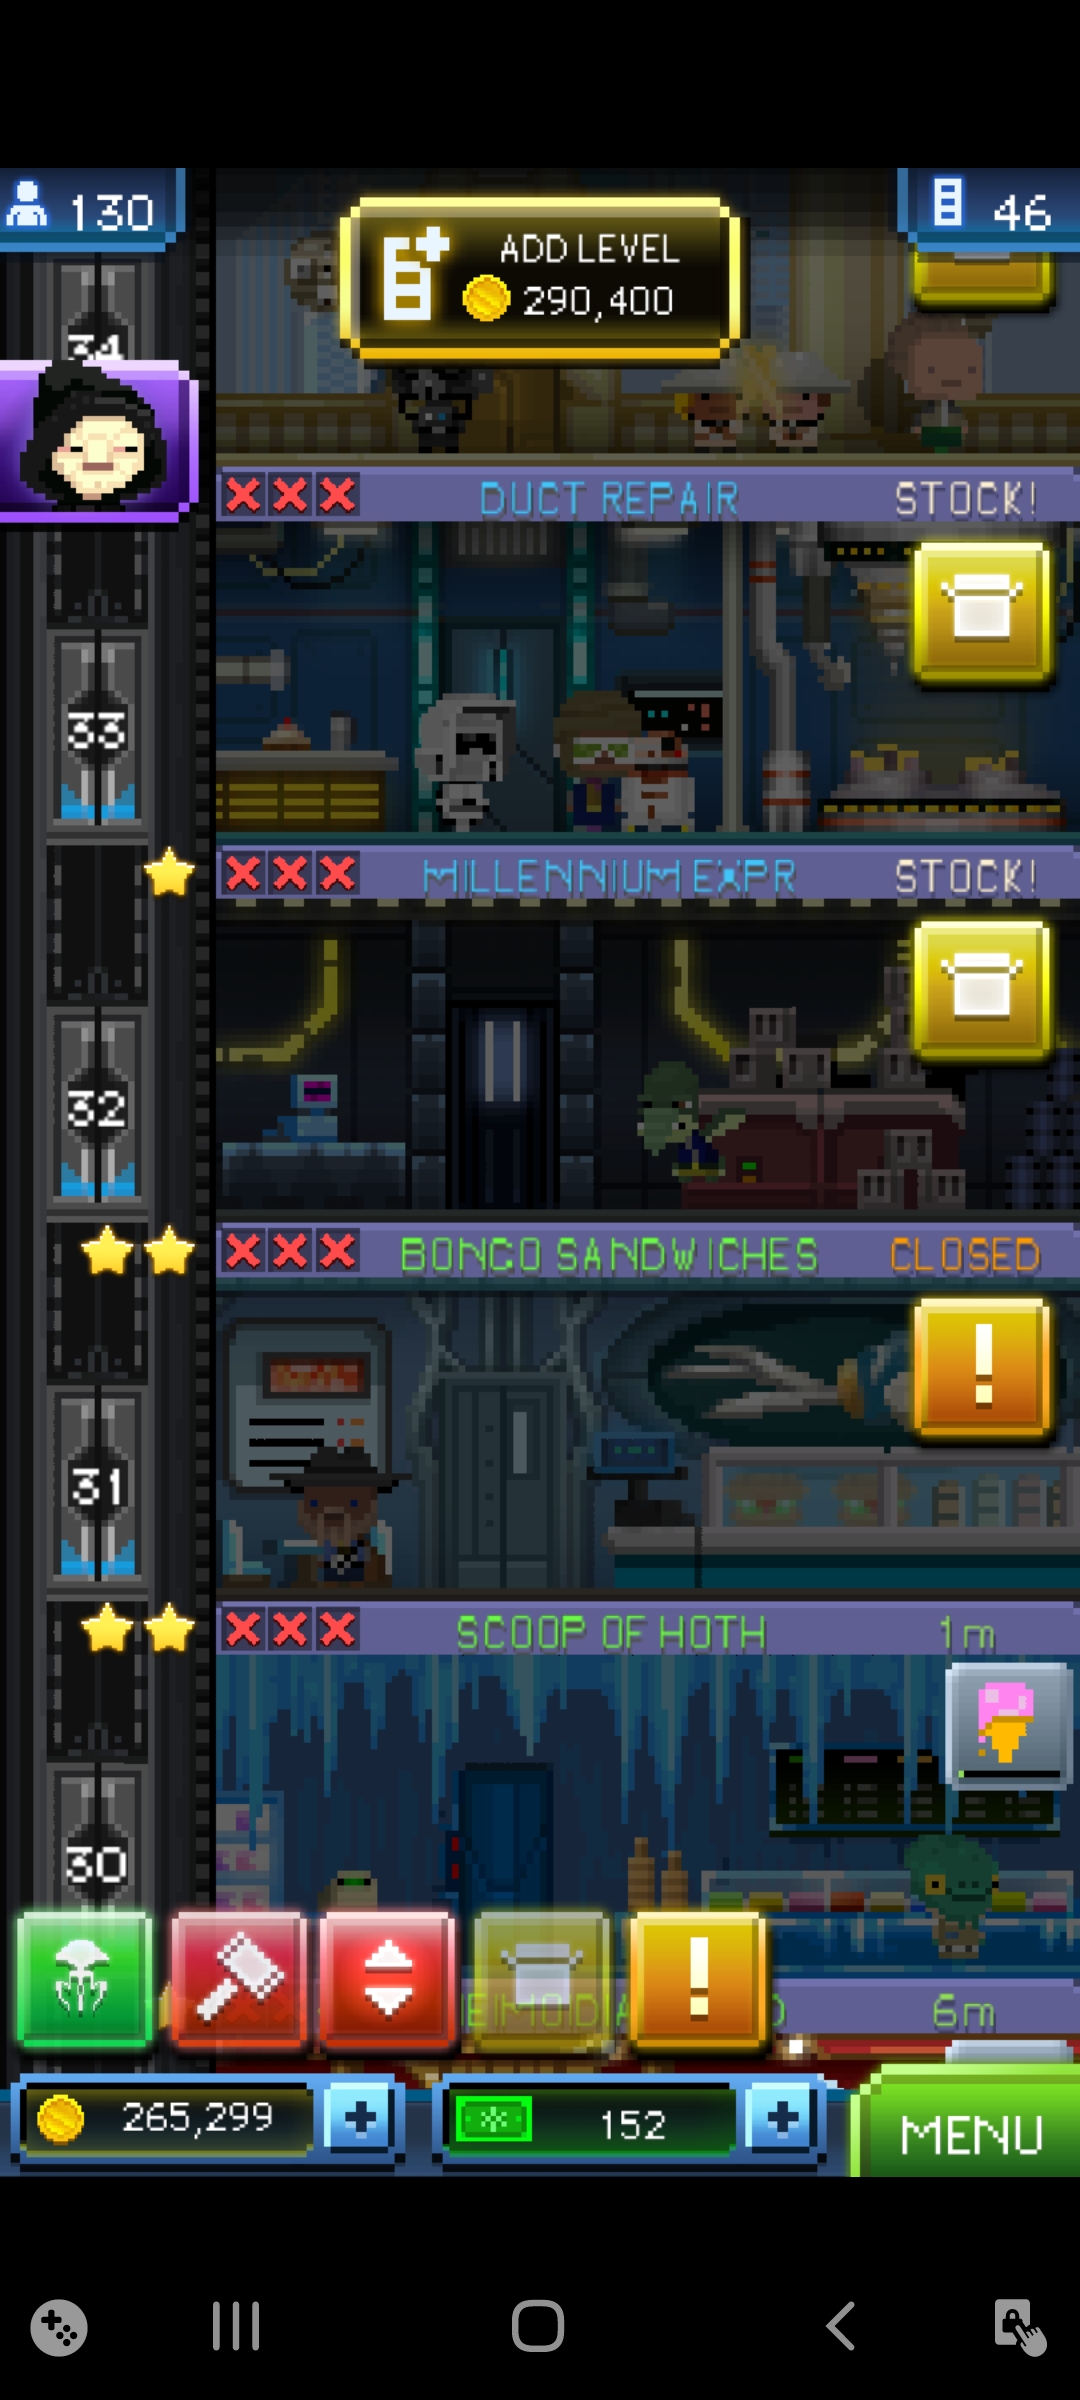 130
ADD LEVEL
290,400
46
34
DUCT REPAIR STOCK!
33
MILLENNIUM EXPR STOCK!
32
BONGO SANDWICHES CLOSED
31
SCOOP OF HOTH 1m
30
6m
265,299
152
MENU